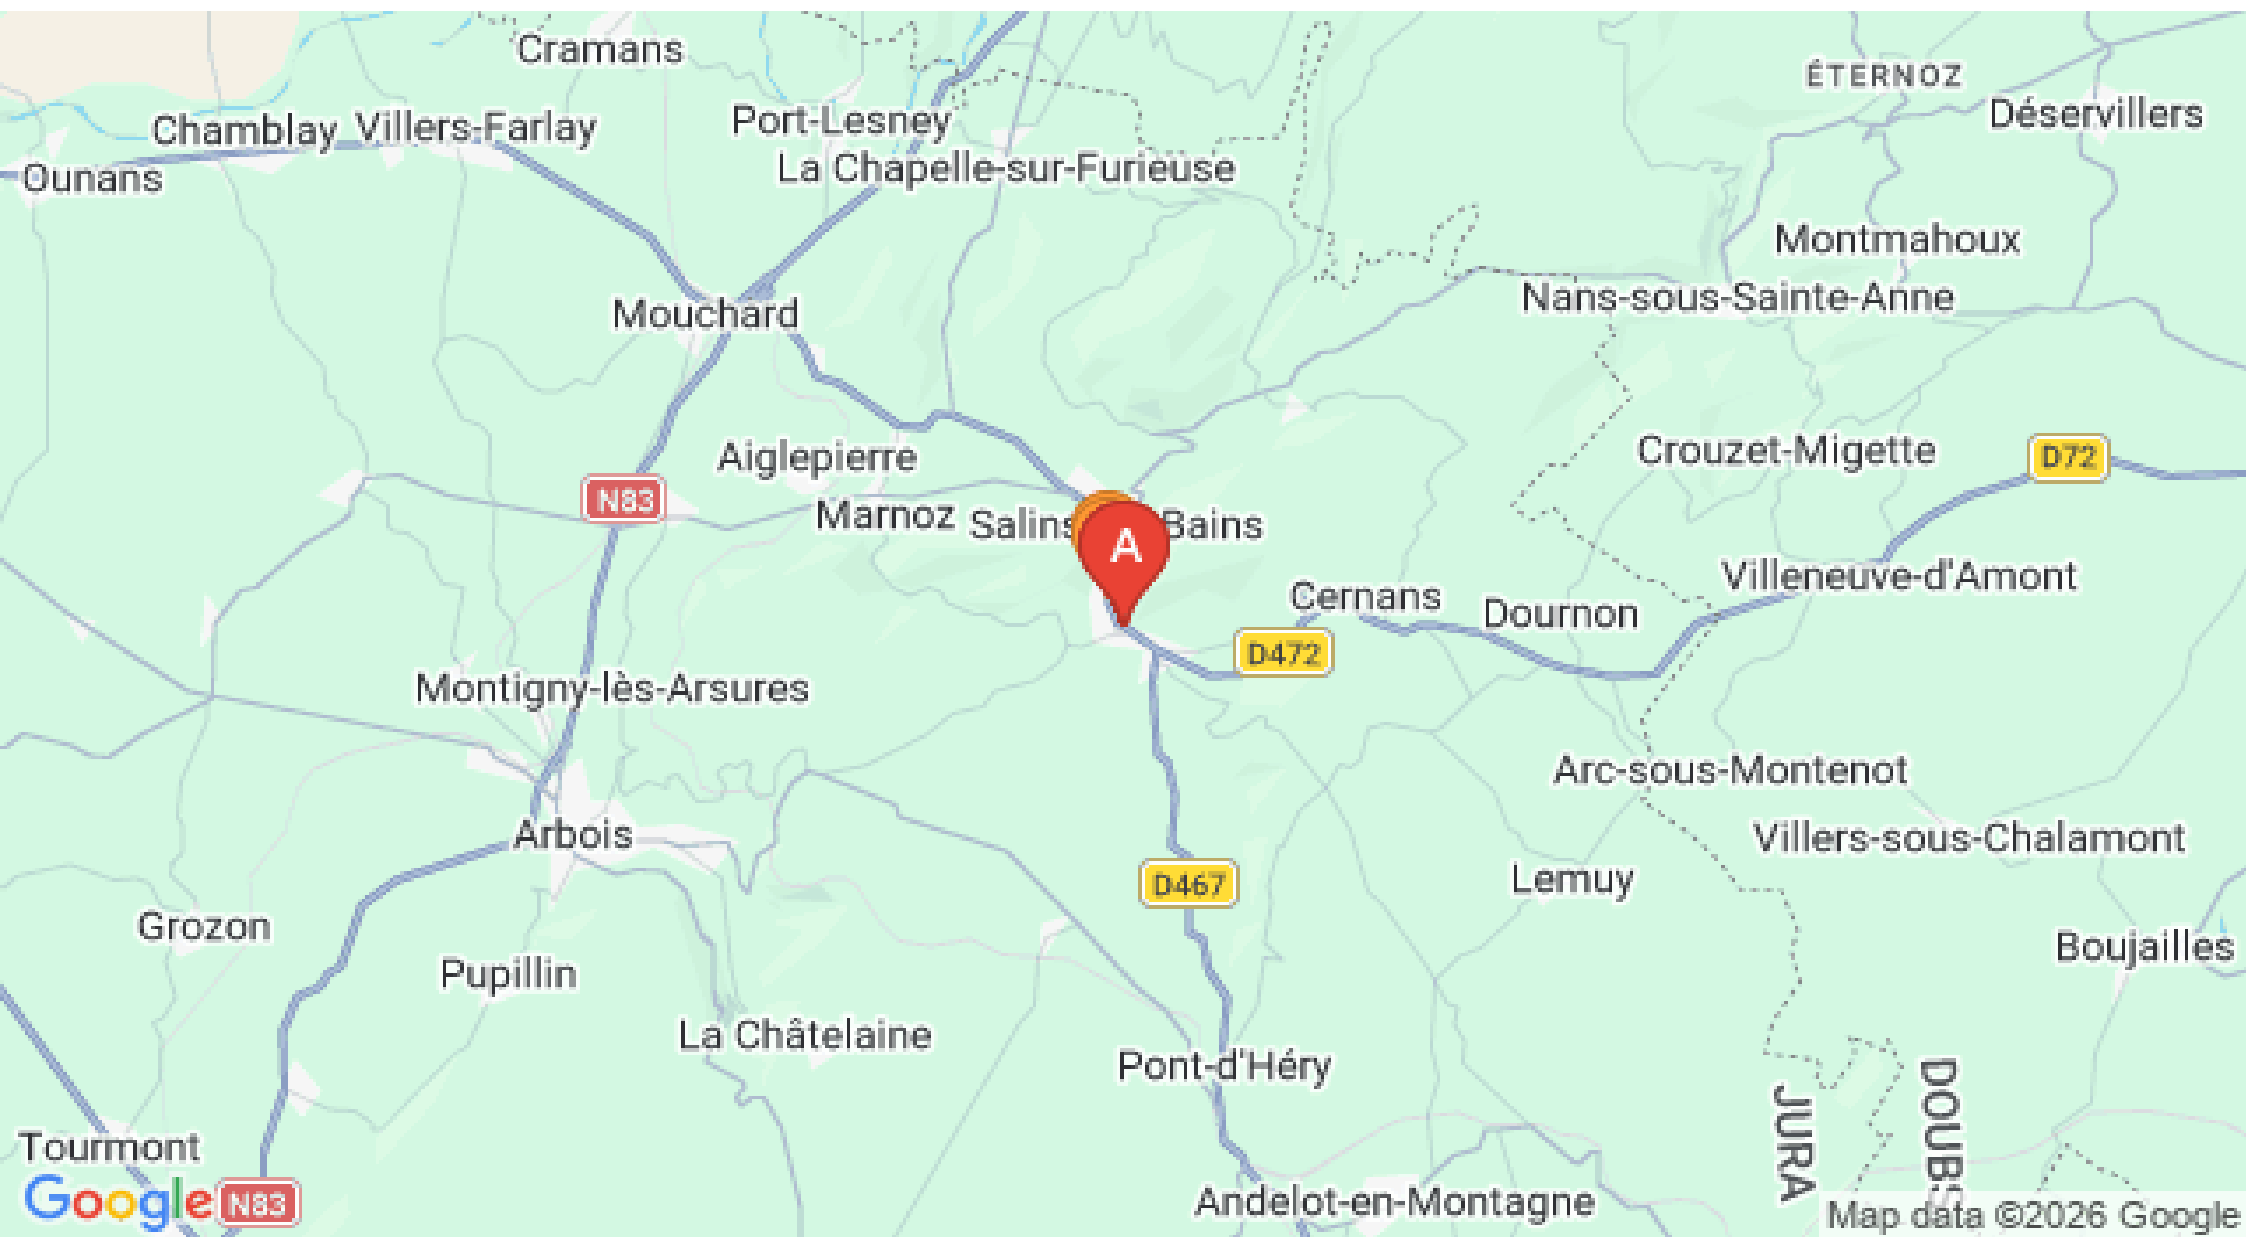 Cramans
ÉTERNOZ
Déservillers
Chamblay
Villers-Farlay
Port-Lesney
La Chapelle-sur-Furieuse
Ounans
Montmahoux
Nans-sous-Sainte-Anne
Mouchard
Aiglepierre
Crouzet-Migette
D72
N83
Marnoz
Salins
Bains
A
Villeneuve-d'Amont
Cernans
Dournon
D472
Montigny-lès-Arsures
Arc-sous-Montenot
Arbois
Villers-sous-Chalamont
D467
Lemuy
Grozon
Boujailles
Pupillin
La Châtelaine
Pont-d'Héry
JURA
DOUBS
Tourmont
Google
N83
Andelot-en-Montagne
Map data ©2026 Google